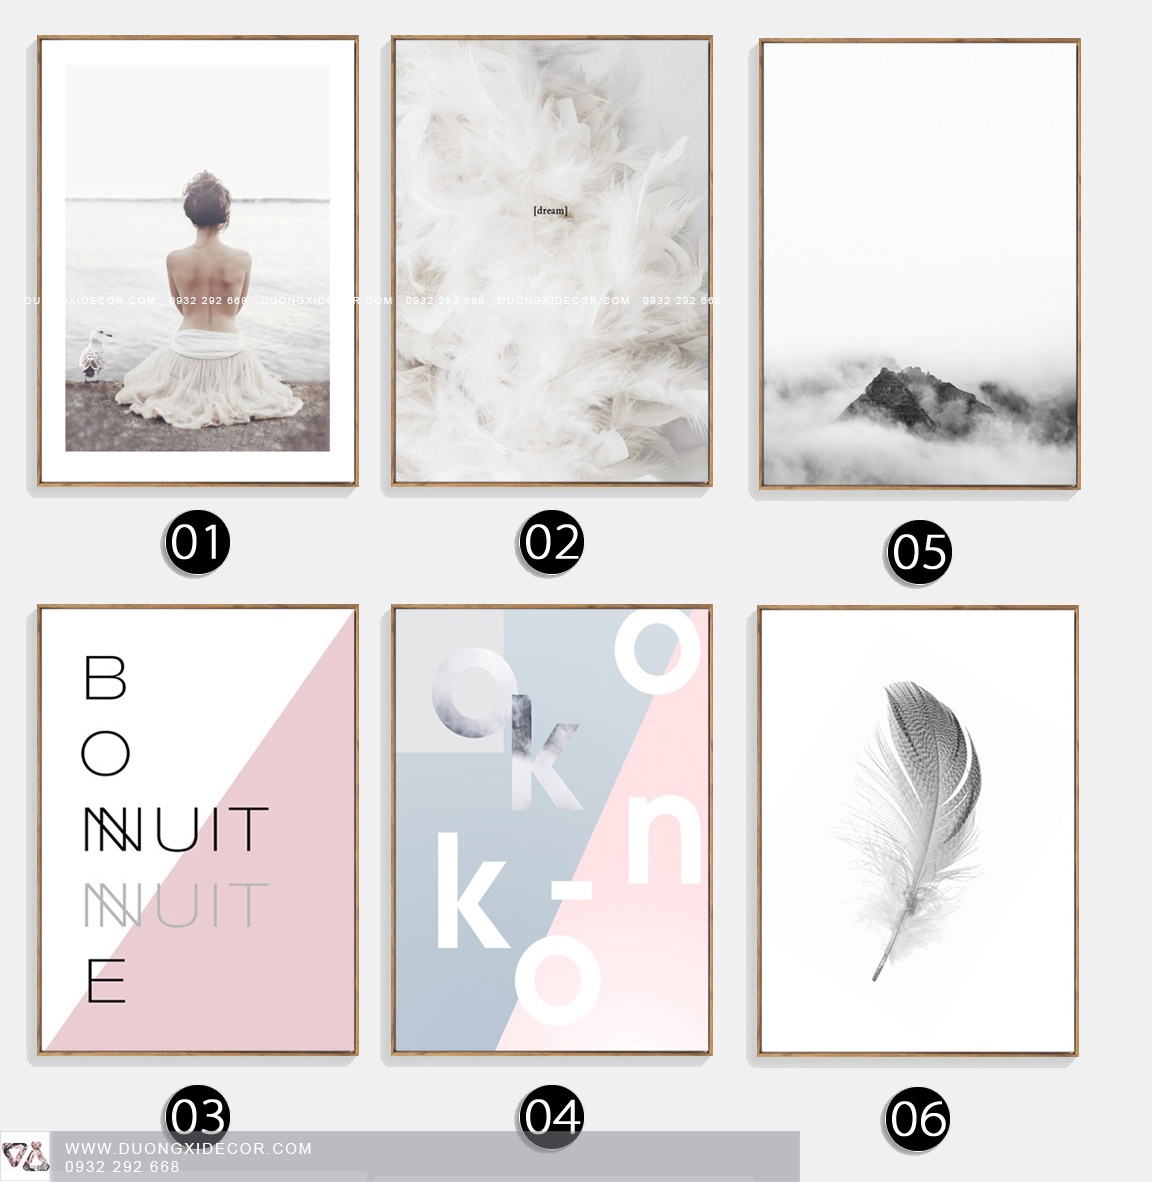 [dream]
DUONGXIDECOR.COM 0932 292 668 DUONGXIDECOR.COM 0932 292 668 DUONGXIDECOR.COM 0932 292 668
01
02
05
B
O
NNUIT
NNUIT
E
o
o
k
n
k -
o
03
04
06
WWW.DUONGXIDECOR.COM
0932 292 668